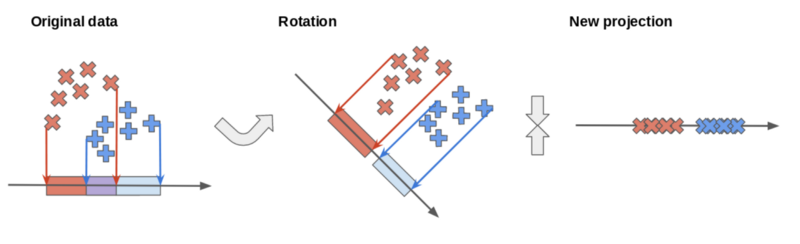 Original data
Rotation
New projection